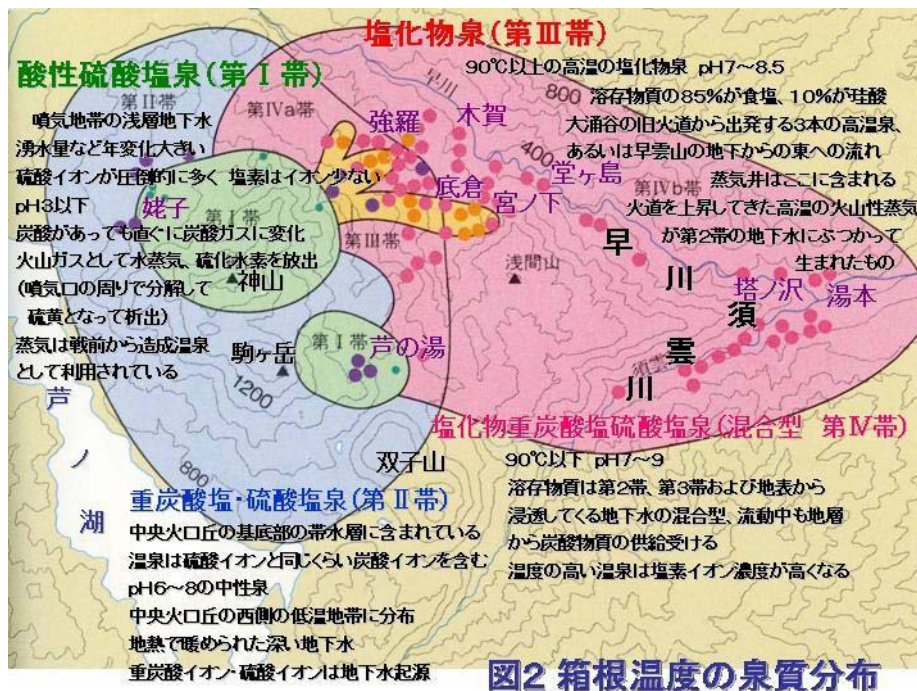 塩化物泉(第Ⅲ帯)
90℃以上の高温の塩化物泉 pH7～8.5
溶存物質の85%が食塩、10%が珪酸
大涌谷の旧火道から出発する3本の高温泉、
あるいは早雲山の地下からの東への流れ
蒸気井はここに含まれる
火道を上昇してきた高温の火山性蒸気
が第2帯の地下水にぶつかって
生まれたもの
酸性硫酸塩泉(第Ⅰ帯)
噴気地帯の浅層地下水
湧水量など年変化大きい
硫酸イオンが圧倒的に多く 塩素はイオン少ない
pH3以下
炭酸があっても直ぐに炭酸ガスに変化
火山ガスとして水蒸気、硫化水素を放出
(噴気口の周りで分解して
硫黄となって析出)
蒸気は戦前から造成温泉
として利用されている
第Ⅱ帯
第Ⅳa帯
早川
800
400
強羅
木賀
底倉
宮ノ下
堂ヶ島
第Ⅳb帯
姥子
第Ⅰ帯
第Ⅲ帯
神山
浅間山
早川
須雲川
塔ノ沢
湯本
須雲川
駒ヶ岳
第Ⅰ帯
芦の湯
1200
800
双子山
芦ノ湖
塩化物重炭酸塩硫酸塩泉(混合型 第Ⅳ帯)
90℃以下 pH7～9
溶存物質は第2帯、第3帯および地表から
浸透してくる地下水の混合型、流動中も地層
から炭酸物質の供給受ける
温度の高い温泉は塩素イオン濃度が高くなる
重炭酸塩・硫酸塩泉(第Ⅱ帯)
中央火口丘の基底部の帯水層に含まれている
温泉は硫酸イオンと同じくらい炭酸イオンを含む
pH6～8の中性泉
中央火口丘の西側の低温地帯に分布
地熱で暖められた深い地下水
重炭酸イオン・硫酸イオンは地下水起源
図2 箱根温度の泉質分布